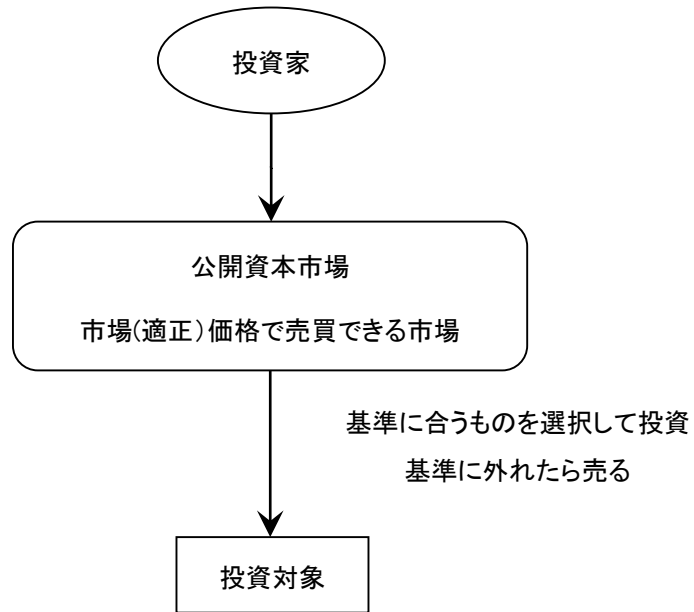 投資家
公開資本市場
市場(適正)価格で売買できる市場
基準に合うものを選択して投資
基準に外れたら売る
投資対象